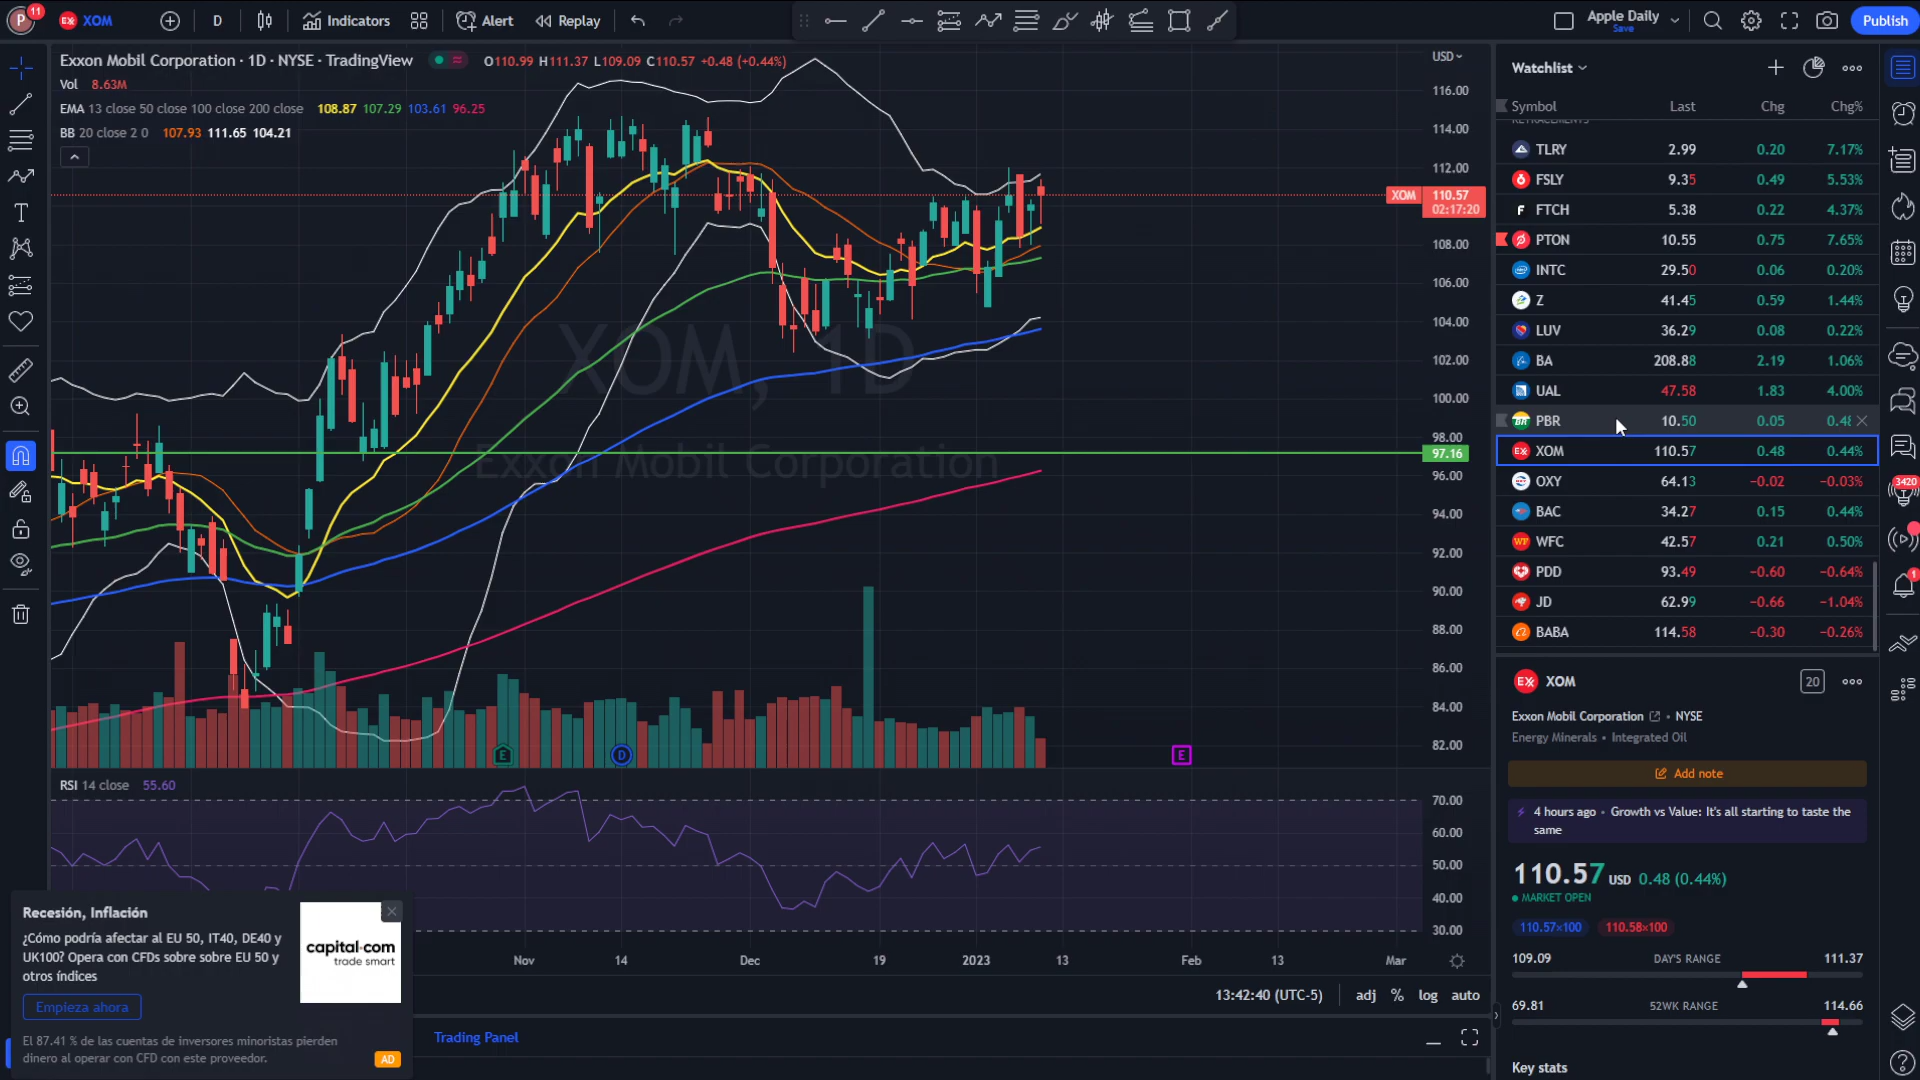 P 11 XOM D Indicators Alert Replay Apple Daily Save Publish
Exxon Mobil Corporation · 1D · NYSE · TradingView O110.99 H111.37 L109.09 C110.57 +0.48 (+0.44%)
Vol 8.63M
EMA 13 close 50 close 100 close 200 close 108.87 107.29 103.61 96.25
BB 20 close 2 0 107.93 111.65 104.21
XOM, 1D
Exxon Mobil Corporation
USD
116.00
114.00
112.00
XOM 110.57
02:17:20
108.00
106.00
104.00
102.00
100.00
98.00
97.16
96.00
94.00
92.00
90.00
88.00
86.00
84.00
82.00
E D E
RSI 14 close 55.60
70.00
60.00
50.00
40.00
30.00
Nov 14 Dec 19 2023 13 Feb 13 Mar
13:42:40 (UTC-5) adj % log auto
Trading Panel
Recesión, Inflación
¿Cómo podría afectar al EU 50, IT40, DE40 y
UK100? Opera con CFDs sobre sobre EU 50 y
otros índices
Empieza ahora
capital.com
trade smart
El 87.41 % de las cuentas de inversores minoristas pierden
dinero al operar con CFD con este proveedor.
AD
Watchlist
Symbol Last Chg Chg%
RETRACEMENTS
TLRY 2.99 0.20 7.17%
FSLY 9.35 0.49 5.53%
FTCH 5.38 0.22 4.37%
PTON 10.55 0.75 7.65%
INTC 29.50 0.06 0.20%
Z 41.45 0.59 1.44%
LUV 36.29 0.08 0.22%
BA 208.88 2.19 1.06%
UAL 47.58 1.83 4.00%
PBR 10.50 0.05 0.48
XOM 110.57 0.48 0.44%
OXY 64.13 −0.02 −0.03%
BAC 34.27 0.15 0.44%
WFC 42.57 0.21 0.50%
PDD 93.49 −0.60 −0.64%
JD 62.99 −0.66 −1.04%
BABA 114.58 −0.30 −0.26%
XOM 20
Exxon Mobil Corporation • NYSE
Energy Minerals • Integrated Oil
Add note
4 hours ago • Growth vs Value: It's all starting to taste the
same
110.57 USD 0.48 (0.44%)
MARKET OPEN
110.57×100 110.58×100
109.09 DAY'S RANGE 111.37
69.81 52WK RANGE 114.66
Key stats
3420
1